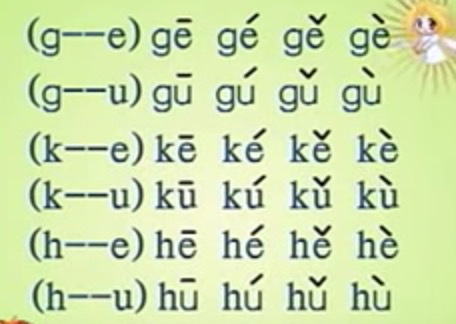 (g--e) gē gé gě gè
(g--u) gū gú gǔ gù
(k--e) kē ké kě kè
(k--u) kū kú kǔ kù
(h--e) hē hé hě hè
(h--u) hū hú hǔ hù